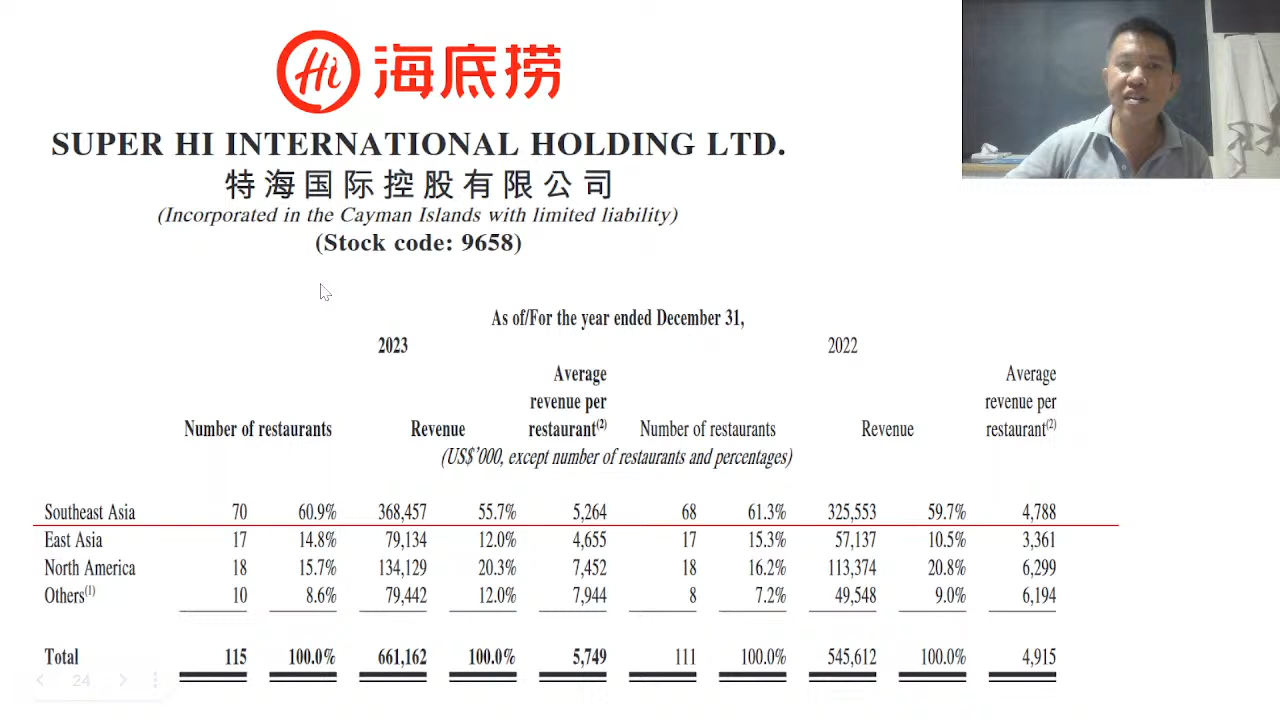 Hi 海底捞
SUPER HI INTERNATIONAL HOLDING LTD.
特海国际控股有限公司
(Incorporated in the Cayman Islands with limited liability)
(Stock code: 9658)
As of/For the year ended December 31,
2023 2022
Average Average
revenue per revenue per
Number of restaurants Revenue restaurant(2) Number of restaurants Revenue restaurant(2)
(US$'000, except number of restaurants and percentages)
Southeast Asia 70 60.9% 368,457 55.7% 5,264 68 61.3% 325,553 59.7% 4,788
East Asia 17 14.8% 79,134 12.0% 4,655 17 15.3% 57,137 10.5% 3,361
North America 18 15.7% 134,129 20.3% 7,452 18 16.2% 113,374 20.8% 6,299
Others(1) 10 8.6% 79,442 12.0% 7,944 8 7.2% 49,548 9.0% 6,194
Total 115 100.0% 661,162 100.0% 5,749 111 100.0% 545,612 100.0% 4,915
24